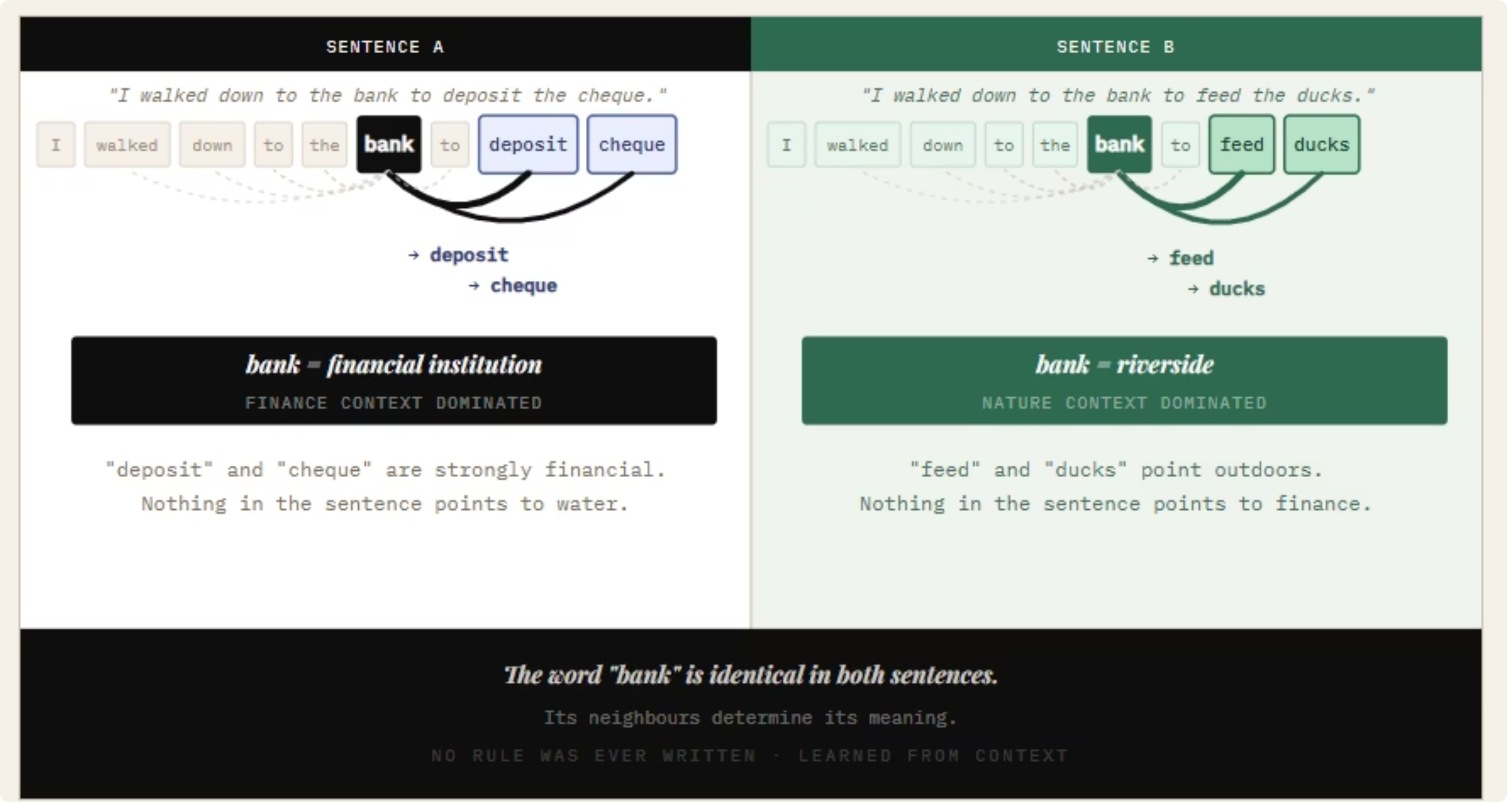 SENTENCE A
"I walked down to the bank to deposit the cheque."
I walked down to the bank to deposit cheque
→ deposit
→ cheque
bank = financial institution
FINANCE CONTEXT DOMINATED
"deposit" and "cheque" are strongly financial.
Nothing in the sentence points to water.
SENTENCE B
"I walked down to the bank to feed the ducks."
I walked down to the bank to feed ducks
→ feed
→ ducks
bank = riverside
NATURE CONTEXT DOMINATED
"feed" and "ducks" point outdoors.
Nothing in the sentence points to finance.
The word "bank" is identical in both sentences.
Its neighbours determine its meaning.
NO RULE WAS EVER WRITTEN · LEARNED FROM CONTEXT